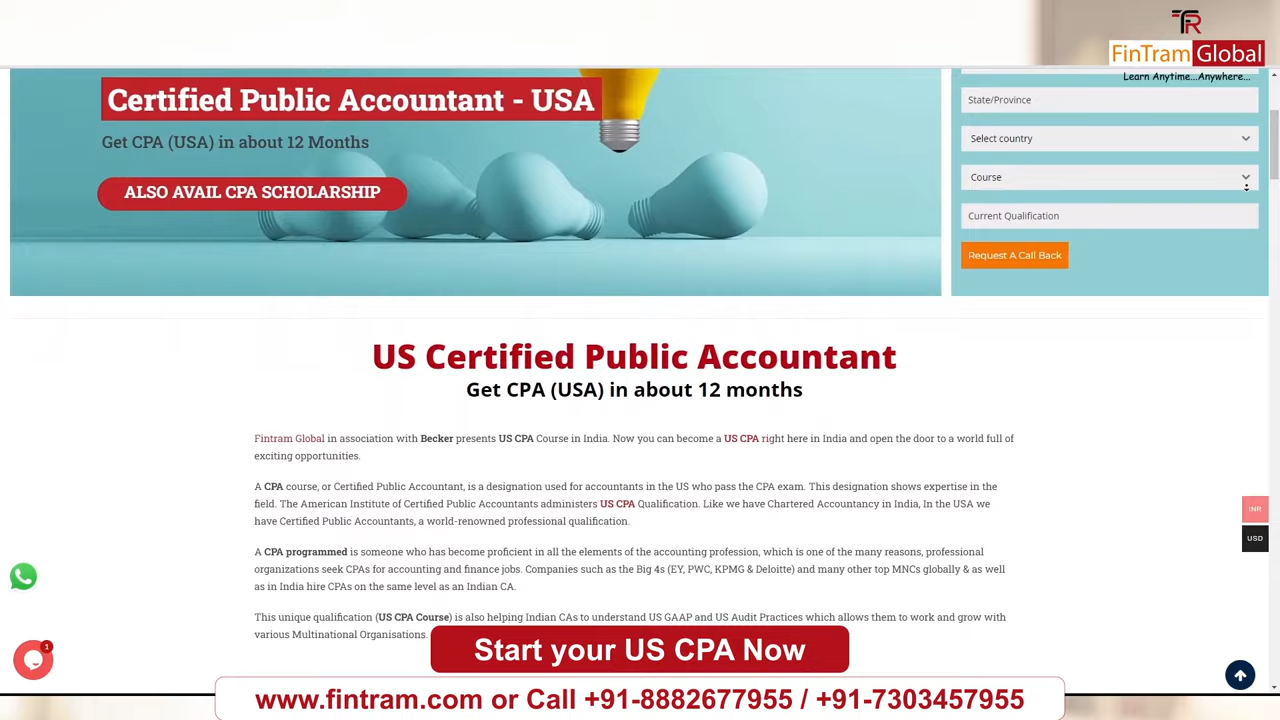 FinTram Global
Learn Anytime...Anywhere...
Certified Public Accountant - USA
Get CPA (USA) in about 12 Months
ALSO AVAIL CPA SCHOLARSHIP
State/Province
Select country
Course
Current Qualification
Request A Call Back
US Certified Public Accountant
Get CPA (USA) in about 12 months
Fintram Global in association with Becker presents US CPA Course in India. Now you can become a US CPA right here in India and open the door to a world full of
exciting opportunities.
A CPA course, or Certified Public Accountant, is a designation used for accountants in the US who pass the CPA exam. This designation shows expertise in the
field. The American Institute of Certified Public Accountants administers US CPA Qualification. Like we have Chartered Accountancy in India, In the USA we
have Certified Public Accountants, a world-renowned professional qualification.
A CPA programmed is someone who has become proficient in all the elements of the accounting profession, which is one of the many reasons, professional
organizations seek CPAs for accounting and finance jobs. Companies such as the Big 4s (EY, PWC, KPMG & Deloitte) and many other top MNCs globally & as well
as in India hire CPAs on the same level as an Indian CA.
This unique qualification (US CPA Course) is also helping Indian CAs to understand US GAAP and US Audit Practices which allows them to work and grow with
various Multinational Organisations.
INR
USD
1
Start your US CPA Now
www.fintram.com or Call +91-8882677955 / +91-7303457955